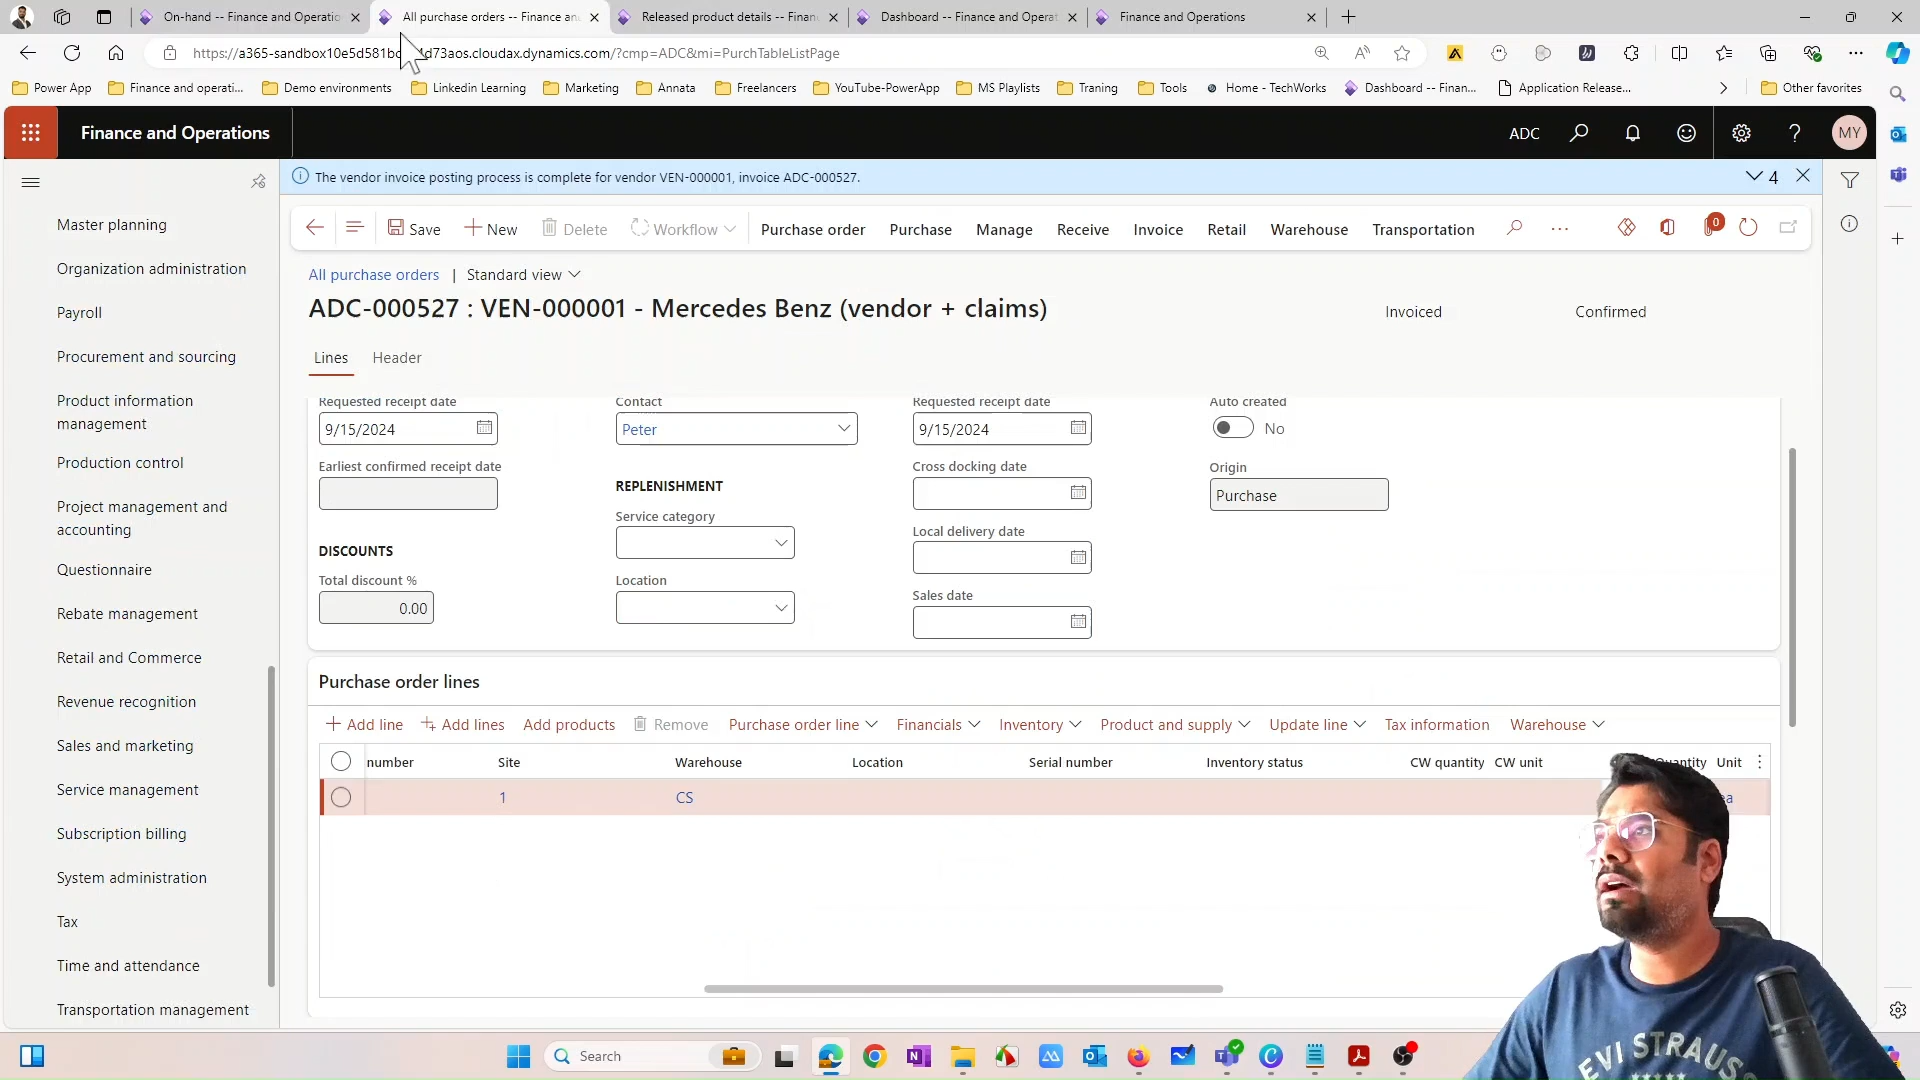 On-hand -- Finance and Operatio
All purchase orders -- Finance an
Released product details -- Finan
Dashboard -- Finance and Operat
Finance and Operations
https://a365-sandbox10e5d581bc
d73aos.cloudax.dynamics.com/?cmp=ADC&mi=PurchTableListPage
Power App
Finance and operati...
Demo environments
Linkedin Learning
Marketing
Annata
Freelancers
YouTube-PowerApp
MS Playlists
Traning
Tools
Home - TechWorks
Dashboard -- Finan...
Application Release...
Other favorites
Finance and Operations
ADC
MY
The vendor invoice posting process is complete for vendor VEN-000001, invoice ADC-000527.
4
Save
New
Delete
Workflow
Purchase order
Purchase
Manage
Receive
Invoice
Retail
Warehouse
Transportation
0
All purchase orders | Standard view
ADC-000527 : VEN-000001 - Mercedes Benz (vendor + claims)
Invoiced
Confirmed
Lines
Header
Master planning
Organization administration
Payroll
Procurement and sourcing
Product information
management
Production control
Project management and
accounting
Questionnaire
Rebate management
Retail and Commerce
Revenue recognition
Sales and marketing
Service management
Subscription billing
System administration
Tax
Time and attendance
Transportation management
Requested receipt date
9/15/2024
Earliest confirmed receipt date
DISCOUNTS
Total discount %
0.00
Contact
Peter
REPLENISHMENT
Service category
Location
Requested receipt date
9/15/2024
Cross docking date
Local delivery date
Sales date
Auto created
No
Origin
Purchase
Purchase order lines
Add line
Add lines
Add products
Remove
Purchase order line
Financials
Inventory
Product and supply
Update line
Tax information
Warehouse
number
Site
Warehouse
Location
Serial number
Inventory status
CW quantity
CW unit
Quantity
Unit
1
CS
ea
Search
EVI STRAUSS